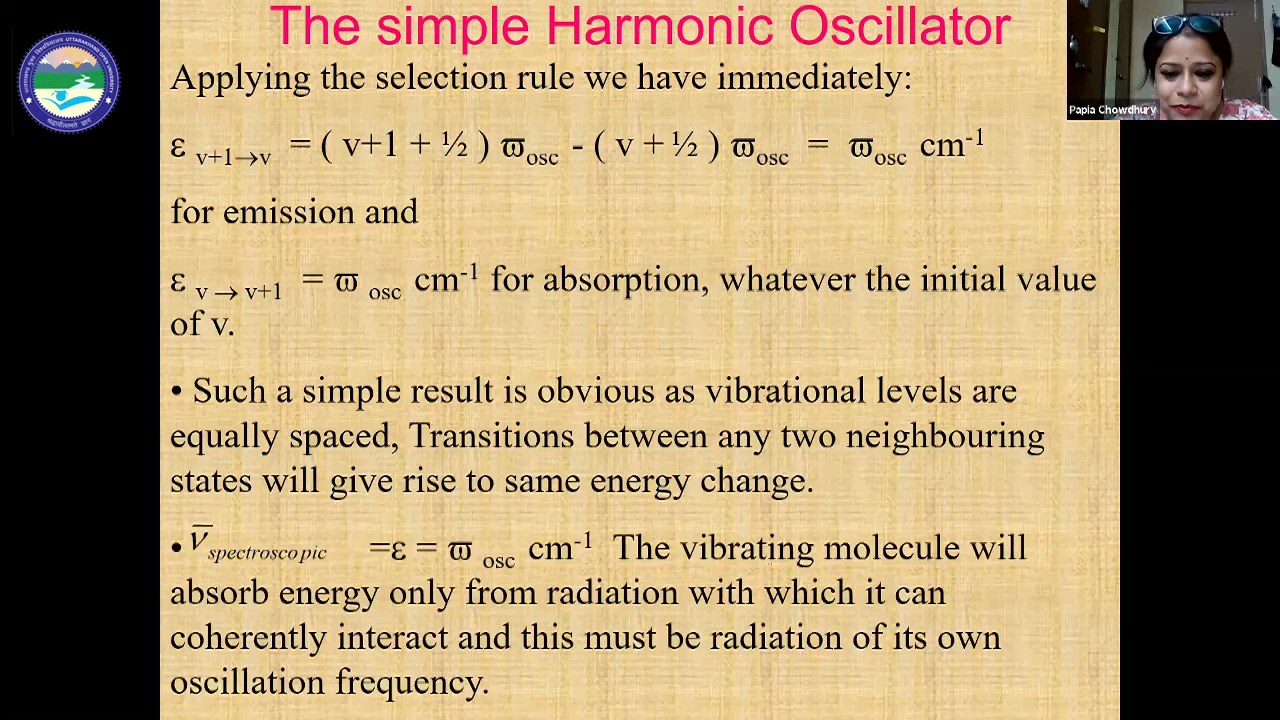 The simple Harmonic Oscillator
Papia Chowdhury
Applying the selection rule we have immediately:
ε v+1→v = ( v+1 + ½ ) ϖosc - ( v + ½ ) ϖosc = ϖosc cm-1
for emission and
ε v → v+1 = ϖ osc cm-1 for absorption, whatever the initial value
of v.
• Such a simple result is obvious as vibrational levels are
equally spaced, Transitions between any two neighbouring
states will give rise to same energy change.
• ν̅ spectroscopic =ε = ϖ osc cm-1 The vibrating molecule will
absorb energy only from radiation with which it can
coherently interact and this must be radiation of its own
oscillation frequency.